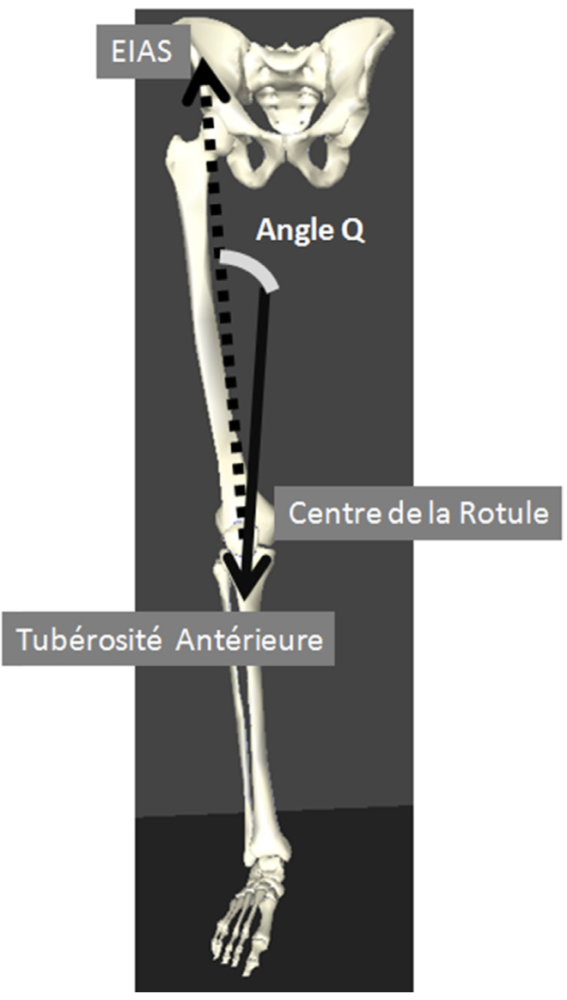 EIAS
Angle Q
Centre de la Rotule
Tubérosité Antérieure